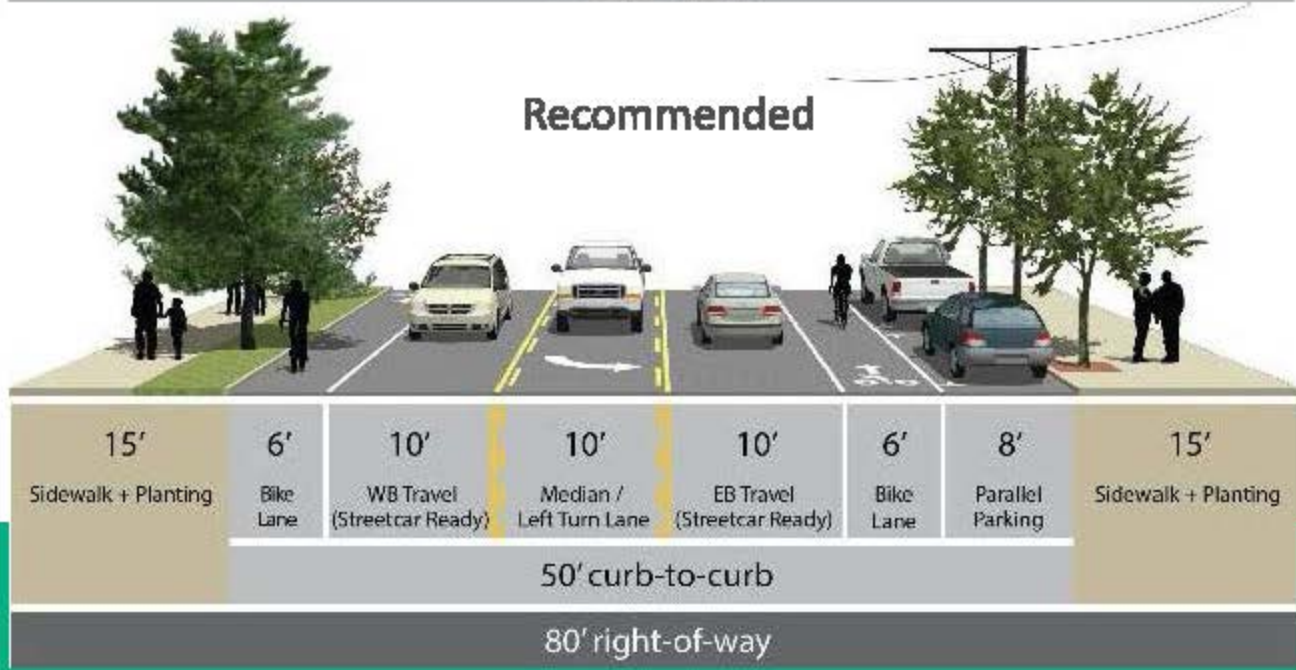 Recommended
15’
Sidewalk + Planting
6’
Bike
Lane
10’
WB Travel
(Streetcar Ready)
10’
Median /
Left Turn Lane
10’
EB Travel
(Streetcar Ready)
6’
Bike
Lane
8’
Parallel
Parking
15’
Sidewalk + Planting
50’ curb-to-curb
80’ right-of-way